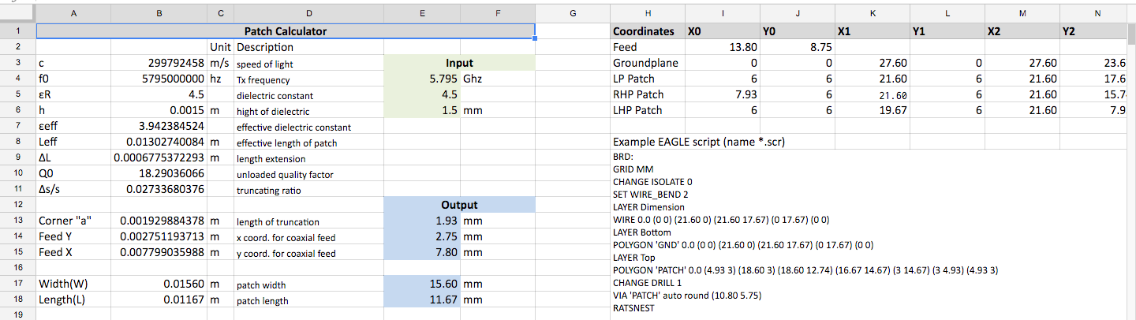 A B C D E F G H I J K L M N
1 Patch Calculator Coordinates X0 Y0 X1 Y1 X2 Y2
2 Unit Description Feed 13.80 8.75
3 c 299792458 m/s speed of light Input Groundplane 0 0 27.60 0 27.60 23.6
4 f0 5795000000 hz Tx frequency 5.795 Ghz LP Patch 6 6 21.60 6 21.60 17.6
5 εR 4.5 dielectric constant 4.5 RHP Patch 7.93 6 21.60 6 21.60 15.7
6 h 0.0015 m hight of dielectric 1.5 mm LHP Patch 6 6 19.67 6 21.60 7.9
7 εeff 3.942384524 effective dielectric constant
8 Leff 0.01302740084 m effective length of patch Example EAGLE script (name *.scr)
9 ΔL 0.0006775372293 m length extension BRD:
10 Q0 18.29036066 unloaded quality factor GRID MM
11 Δs/s 0.02733680376 truncating ratio CHANGE ISOLATE 0
SET WIRE_BEND 2
12 Output LAYER Dimension
13 Corner "a" 0.001929884378 m length of truncation 1.93 mm WIRE 0.0 (0 0) (21.60 0) (21.60 17.67) (0 17.67) (0 0)
14 Feed Y 0.002751193713 m x coord. for coaxial feed 2.75 mm LAYER Bottom
15 Feed X 0.007799035988 m y coord. for coaxial feed 7.80 mm POLYGON 'GND' 0.0 (0 0) (21.60 0) (21.60 17.67) (0 17.67) (0 0)
LAYER Top
16 POLYGON 'PATCH' 0.0 (4.93 3) (18.60 3) (18.60 12.74) (16.67 14.67) (3 14.67) (3 4.93) (4.93 3)
17 Width(W) 0.01560 m patch width 15.60 mm CHANGE DRILL 1
18 Length(L) 0.01167 m patch length 11.67 mm VIA 'PATCH' auto round (10.80 5.75)
19 RATSNEST